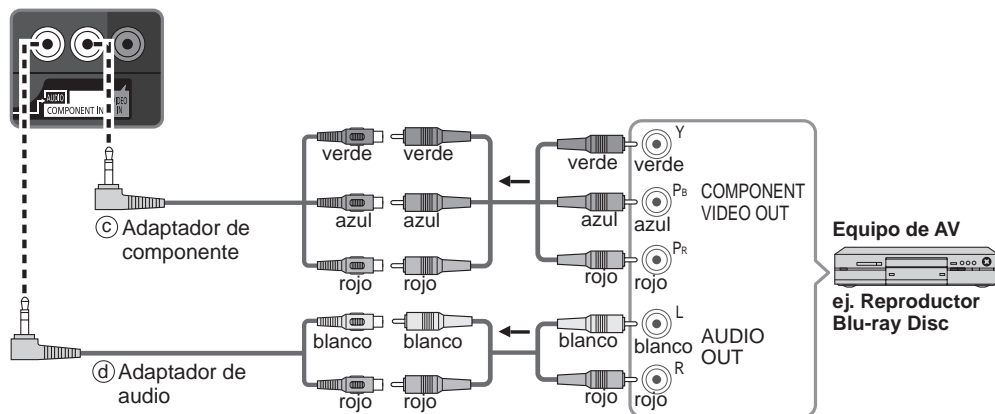 AUDIO
COMPONENT IN
VIDEO
IN
ⓒ Adaptador de
componente
verde verde verde verde
Y
azul azul azul azul
PB
rojo rojo rojo rojo
PR
COMPONENT
VIDEO OUT
Equipo de AV
ej. Reproductor
Blu-ray Disc
ⓓ Adaptador de
audio
blanco blanco blanco blanco
L
rojo rojo rojo rojo
R
AUDIO
OUT